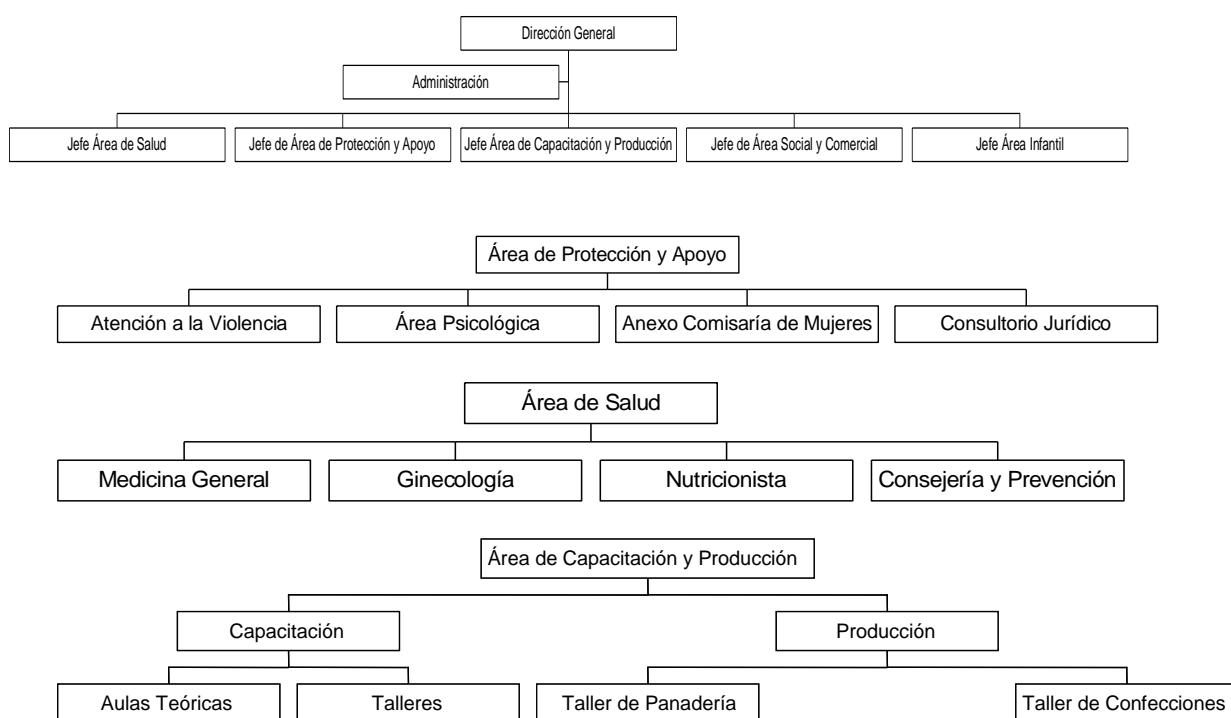 Dirección General
Administración
Jefe Área de Salud
Jefe de Área de Protección y Apoyo
Jefe Área de Capacitación y Producción
Jefe de Área Social y Comercial
Jefe Área Infantil
Área de Protección y Apoyo
Atención a la Violencia
Área Psicológica
Anexo Comisaría de Mujeres
Consultorio Jurídico
Área de Salud
Medicina General
Ginecología
Nutricionista
Consejería y Prevención
Área de Capacitación y Producción
Capacitación
Producción
Aulas Teóricas
Talleres
Taller de Panadería
Taller de Confecciones